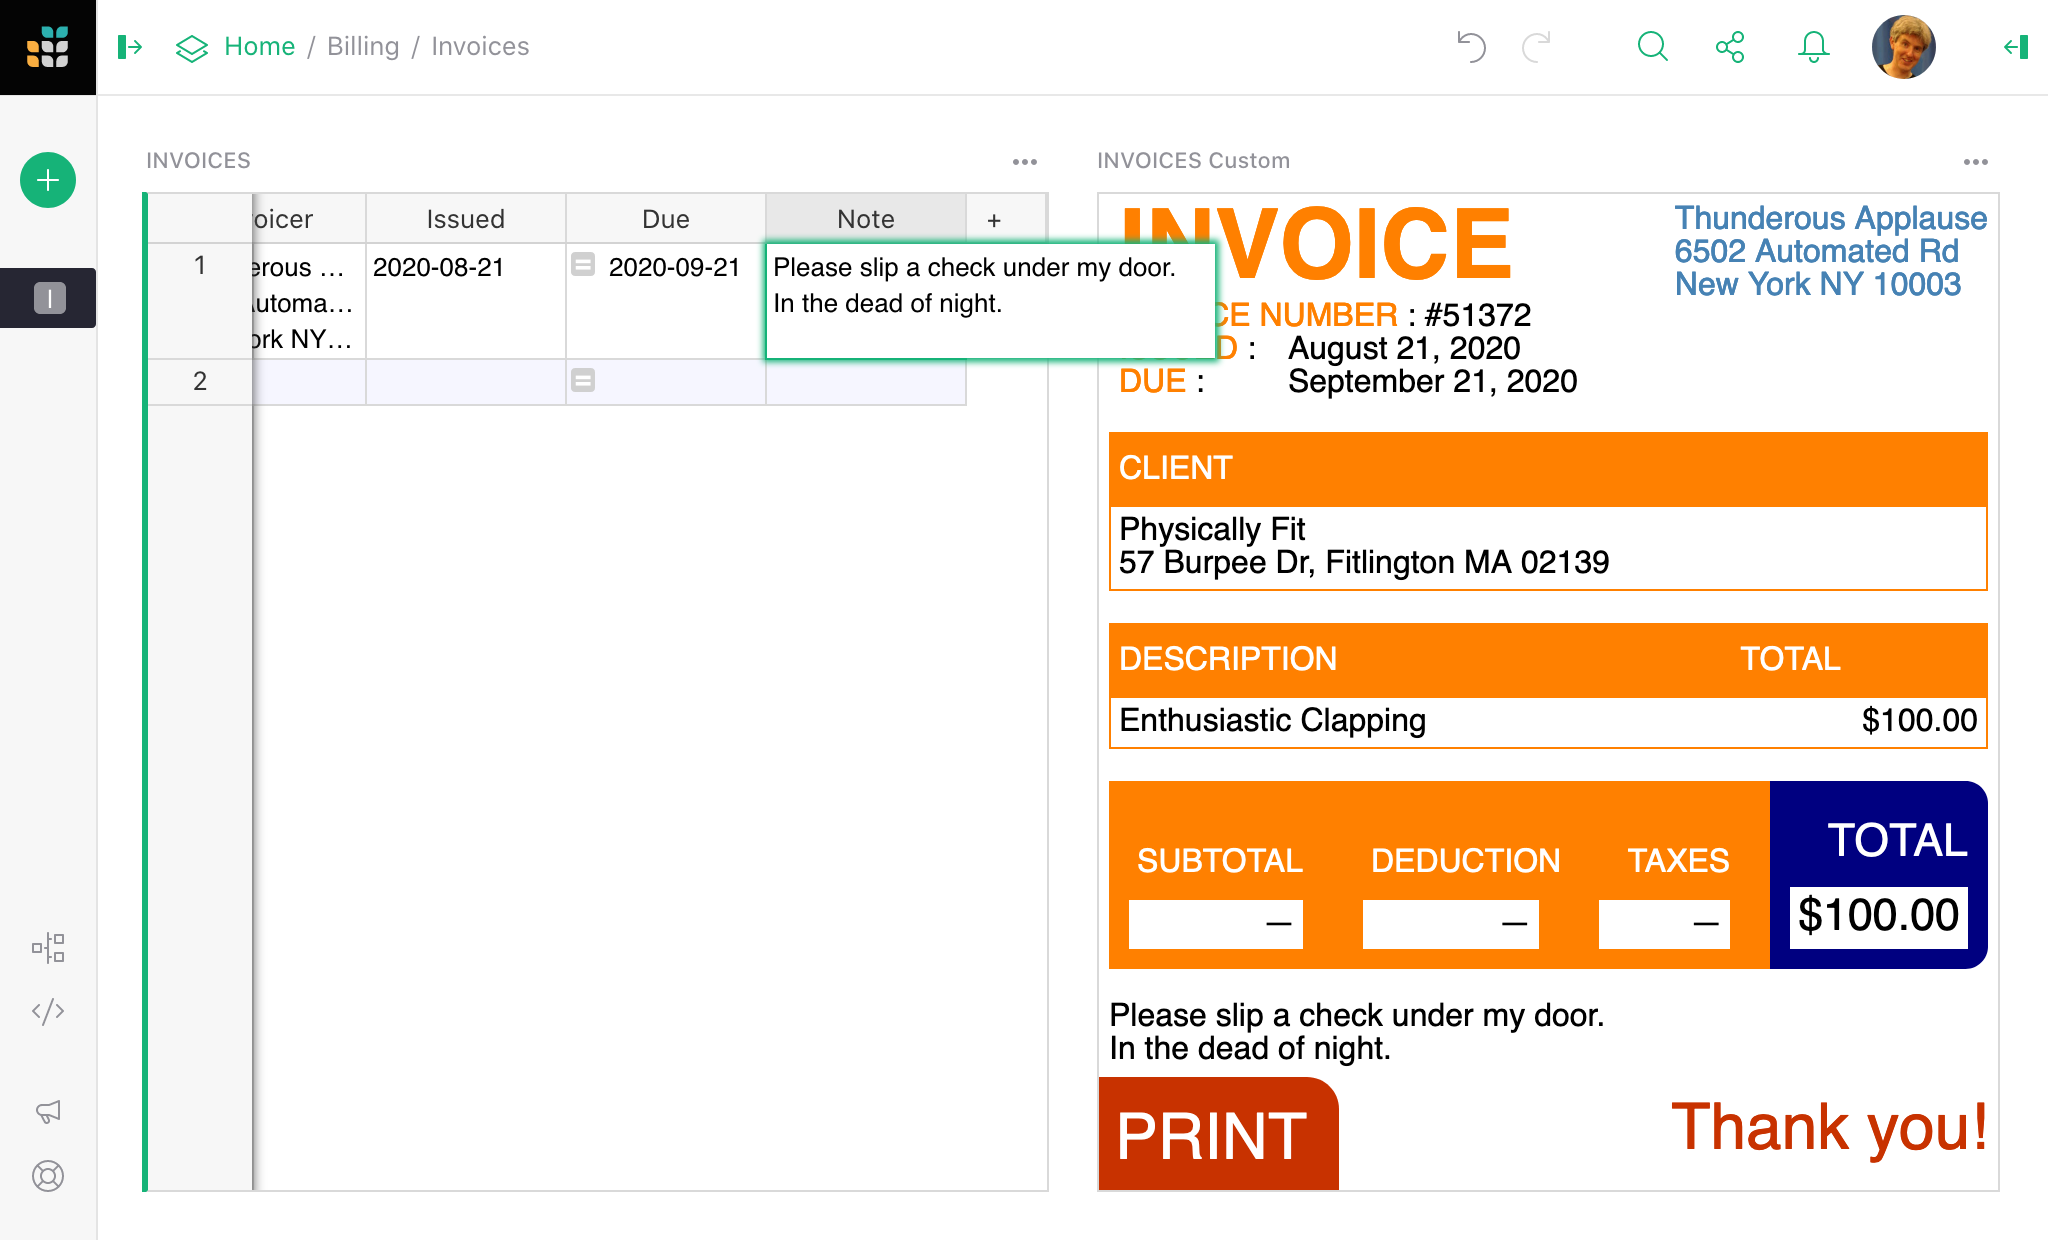 Home / Billing / Invoices
INVOICES
oicer Issued Due Note +
1 erous ... 2020-08-21 = 2020-09-21 Please slip a check under my door.
utoma... In the dead of night.
ork NY...
2 =
I
INVOICES Custom
INVOICE
Thunderous Applause
6502 Automated Rd
New York NY 10003
CE NUMBER : #51372
D : August 21, 2020
DUE : September 21, 2020
CLIENT
Physically Fit
57 Burpee Dr, Fitlington MA 02139
DESCRIPTION TOTAL
Enthusiastic Clapping $100.00
SUBTOTAL DEDUCTION TAXES TOTAL
— — — $100.00
Please slip a check under my door.
In the dead of night.
PRINT Thank you!